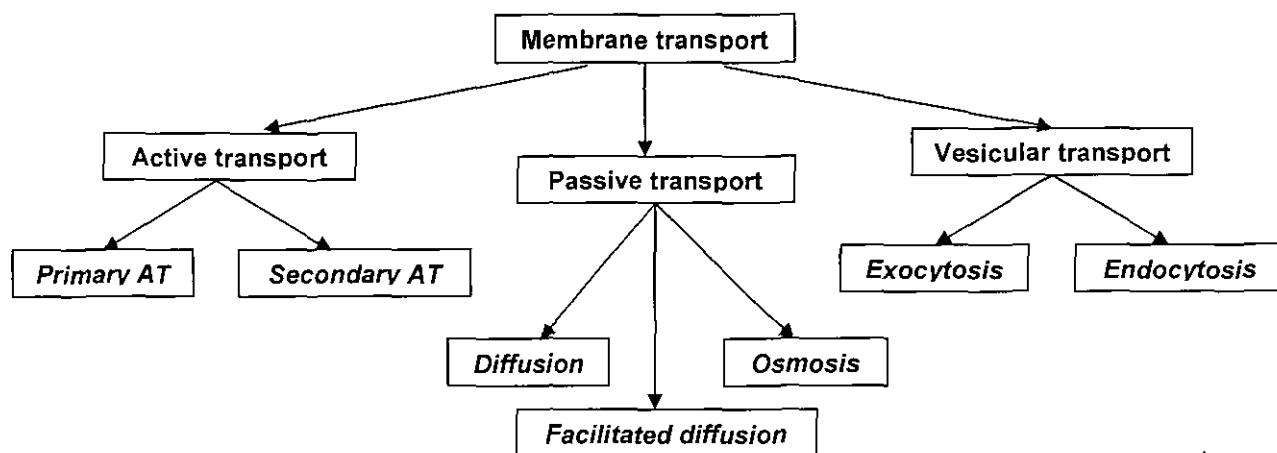 Membrane transport
Active transport
Passive transport
Vesicular transport
Primary AT
Secondary AT
Exocytosis
Endocytosis
Diffusion
Osmosis
Facilitated diffusion